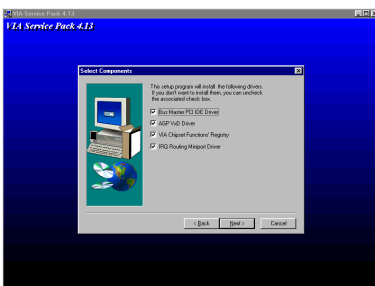 VIA Service Pack 4.13
VIA Service Pack 4.13
Select Components
This setup program will install the following drivers.
If you don't want to install them, you can uncheck
the associated check box.
Bus Master PCI IDE Driver
AGP VxD Driver
VIA Chipset Functions' Registry
IRQ Routing Miniport Driver
< Back
Next >
Cancel